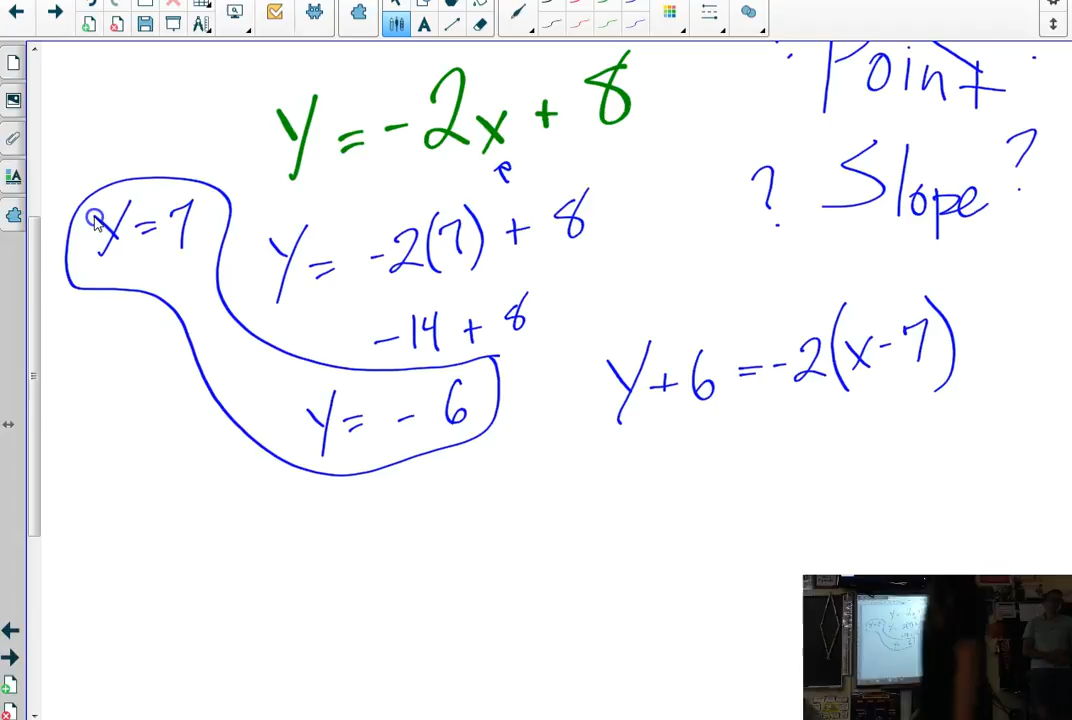 y = -2x + 8
Point
? Slope ?
x = 7
y = -2(7) + 8
-14 + 8
y = -6
y + 6 = -2(x - 7)